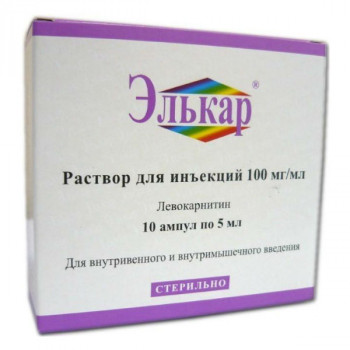 Элькар®
Раствор для инъекций 100 мг/мл
Левокарнитин
10 ампул по 5 мл
Для внутривенного и внутримышечного введения
СТЕРИЛЬНО